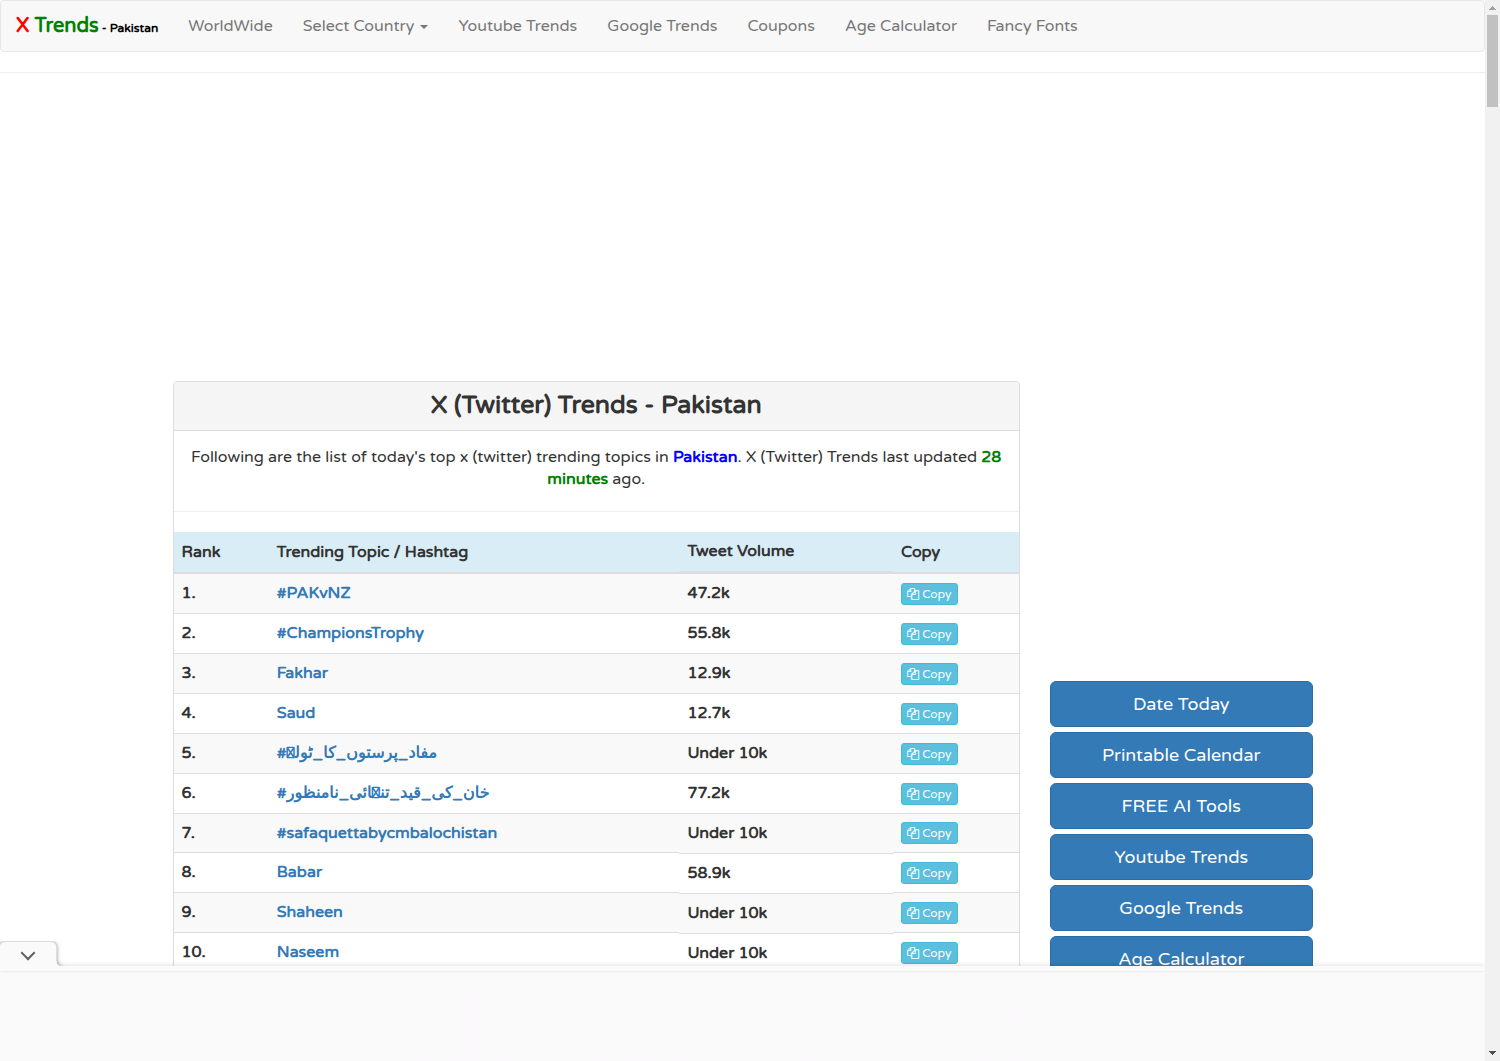 X Trends - Pakistan WorldWide Select Country Youtube Trends Google Trends Coupons Age Calculator Fancy Fonts
X (Twitter) Trends - Pakistan
Following are the list of today's top x (twitter) trending topics in Pakistan. X (Twitter) Trends last updated 28
minutes ago.
Rank Trending Topic / Hashtag Tweet Volume Copy
1. #PAKvNZ 47.2k Copy
2. #ChampionsTrophy 55.8k Copy
3. Fakhar 12.9k Copy
4. Saud 12.7k Copy
5. #مفاد_پرستوں_کا_ٹولہ Under 10k Copy
6. #خان_کی_قید_تنہائی_نامنظور 77.2k Copy
7. #safaquettabycmbalochistan Under 10k Copy
8. Babar 58.9k Copy
9. Shaheen Under 10k Copy
10. Naseem Under 10k Copy
Date Today
Printable Calendar
FREE AI Tools
Youtube Trends
Google Trends
Age Calculator